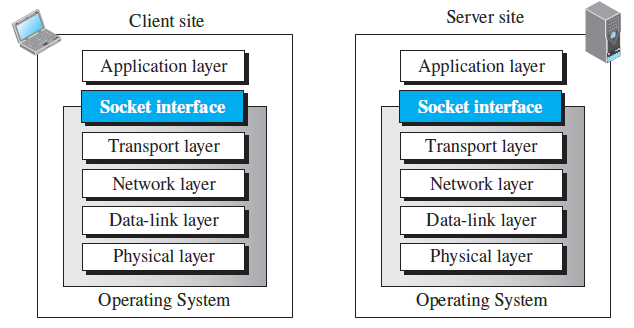 Client site
Application layer
Socket interface
Transport layer
Network layer
Data-link layer
Physical layer
Operating System
Server site
Application layer
Socket interface
Transport layer
Network layer
Data-link layer
Physical layer
Operating System